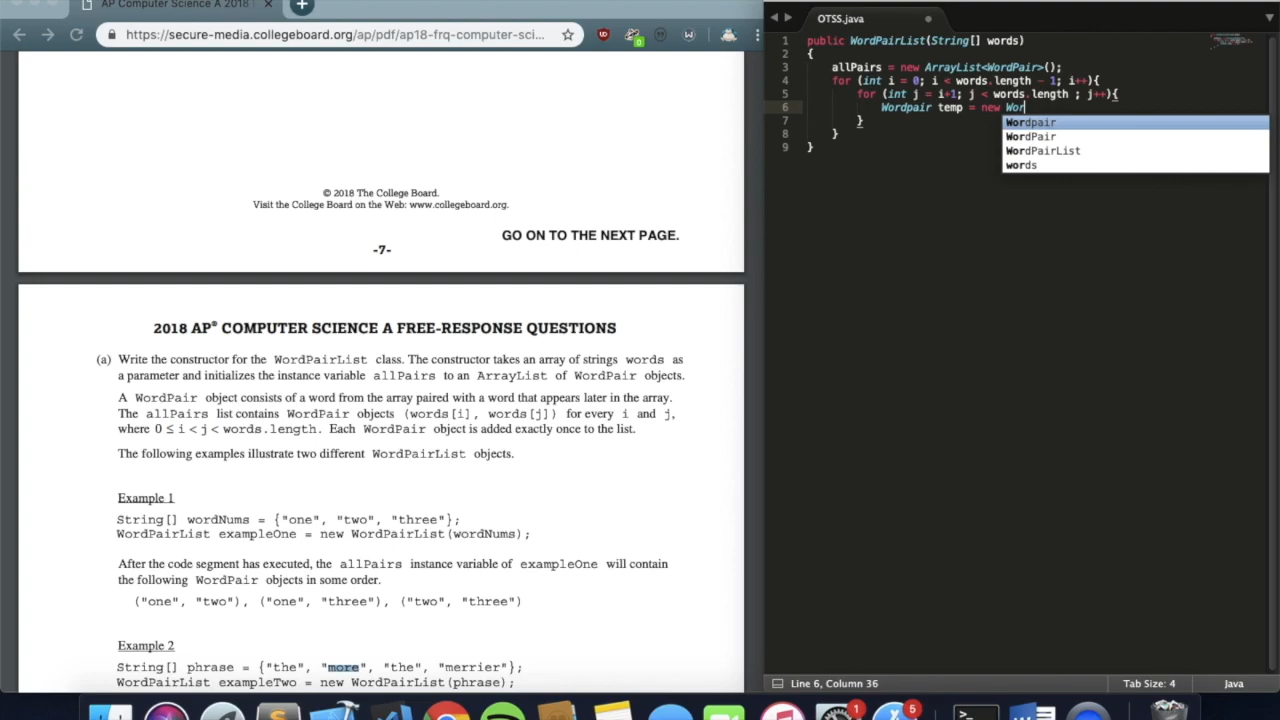 AP Computer Science A 2018
https://secure-media.collegeboard.org/ap/pdf/ap18-frq-computer-sci...
0
© 2018 The College Board.
Visit the College Board on the Web: www.collegeboard.org.
GO ON TO THE NEXT PAGE.
-7-
2018 AP® COMPUTER SCIENCE A FREE-RESPONSE QUESTIONS
(a) Write the constructor for the WordPairList class. The constructor takes an array of strings words as
a parameter and initializes the instance variable allPairs to an ArrayList of WordPair objects.
A WordPair object consists of a word from the array paired with a word that appears later in the array.
The allPairs list contains WordPair objects (words[i], words[j]) for every i and j,
where 0 ≤ i < j < words.length. Each WordPair object is added exactly once to the list.
The following examples illustrate two different WordPairList objects.
Example 1
String[] wordNums = {"one", "two", "three"};
WordPairList exampleOne = new WordPairList(wordNums);
After the code segment has executed, the allPairs instance variable of exampleOne will contain
the following WordPair objects in some order.
("one", "two"), ("one", "three"), ("two", "three")
Example 2
String[] phrase = {"the", "more", "the", "merrier"};
WordPairList exampleTwo = new WordPairList(phrase);
OTSS.java
1 public WordPairList(String[] words)
2 {
3 allPairs = new ArrayList<WordPair>();
4 for (int i = 0; i < words.length - 1; i++){
5 for (int j = i+1; j < words.length ; j++){
6 Wordpair temp = new Wor
7 }
8 }
9 }
Wordpair
WordPair
WordPairList
words
Line 6, Column 36
Tab Size: 4
Java
1
5